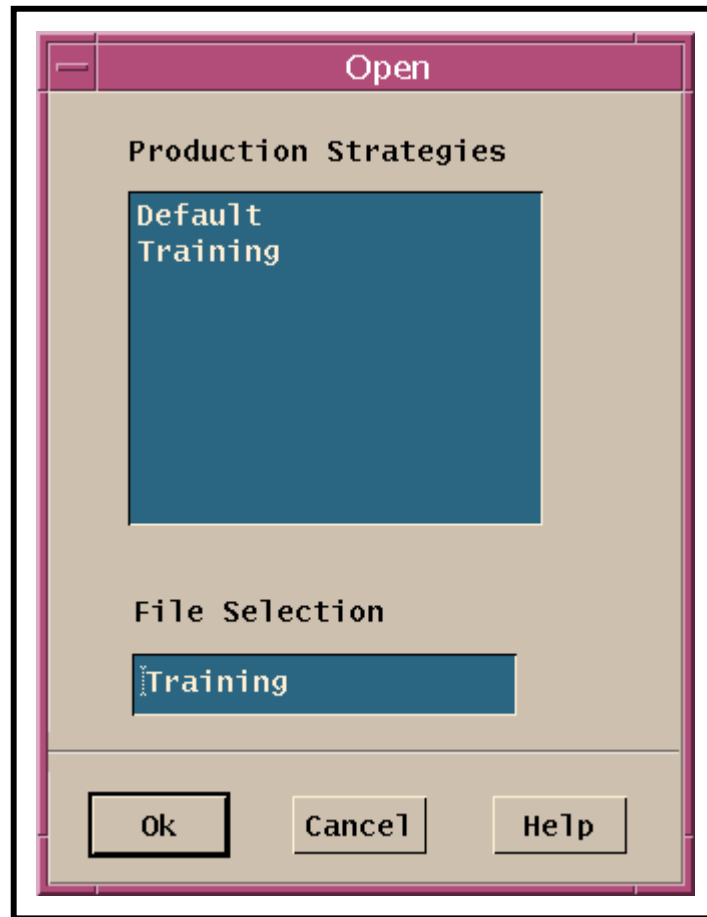 Open
Production Strategies
Default
Training
File Selection
Training
Ok Cancel Help